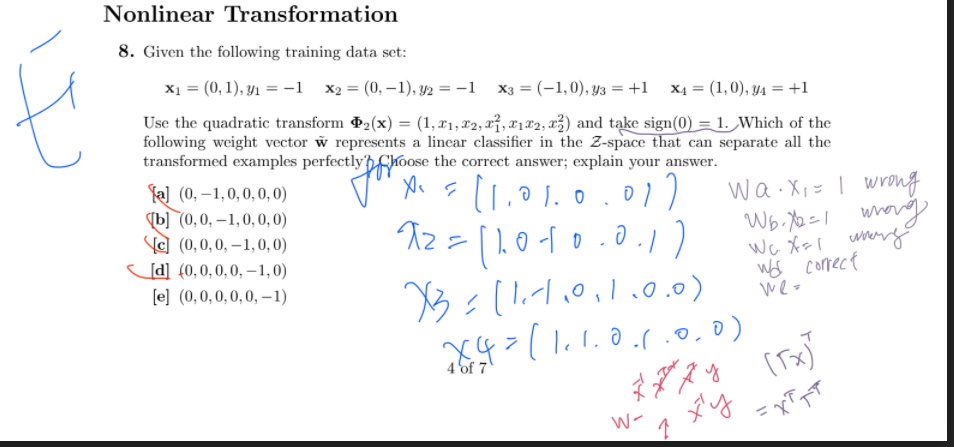 Nonlinear Transformation
8. Given the following training data set:
x₁ = (0, 1), y₁ = −1 x₂ = (0, −1), y₂ = −1 x₃ = (−1, 0), y₃ = +1 x₄ = (1, 0), y₄ = +1
Use the quadratic transform Φ₂(x) = (1, x₁, x₂, x₁², x₁x₂, x₂²) and take sign(0) = 1. Which of the
following weight vector w̃ represents a linear classifier in the Z-space that can separate all the
transformed examples perfectly? Choose the correct answer; explain your answer.
E
for
[a] (0, −1, 0, 0, 0, 0)
[b] (0, 0, −1, 0, 0, 0)
[c] (0, 0, 0, −1, 0, 0)
[d] (0, 0, 0, 0, −1, 0)
[e] (0, 0, 0, 0, 0, −1)
x₁ = [1, 0 1. 0 . 0 1)
x2 = [1. 0 -1 0 . 0 . 1)
x3 = (1, -1, 0, 1 . 0 . 0)
x4 = (1, 1. 0 . 1 . 0. 0)
Wa · X₁ = 1 wrong
Wb · X2 = 1 wrong
Wc X = 1 wrong
correct
We =
4 of 7
(Tx)ᵀ
= xᵀTᵀ
W-